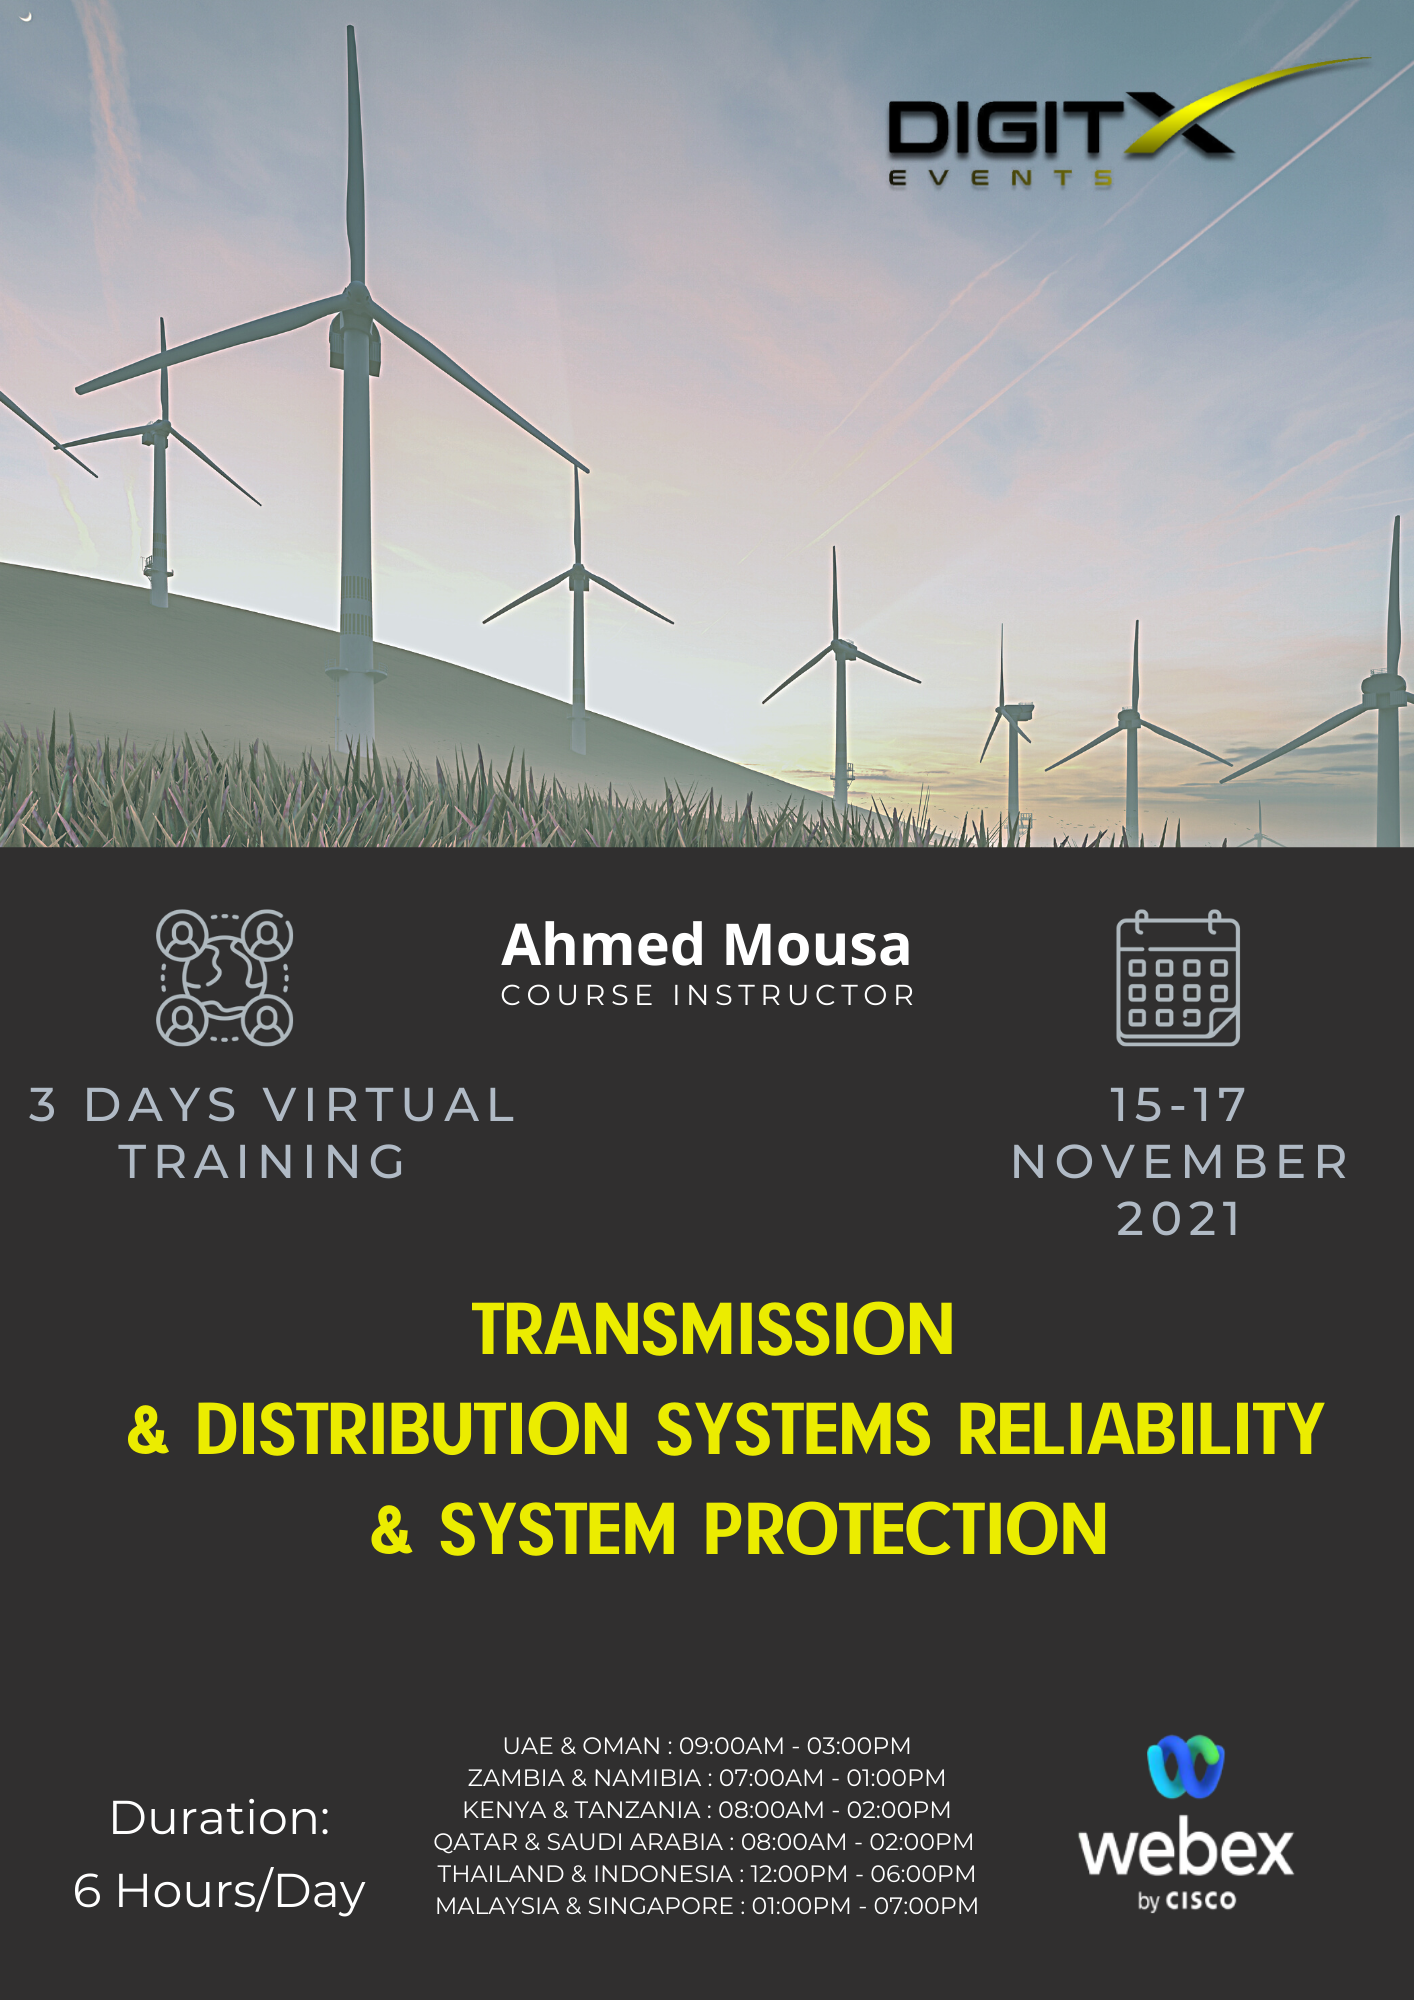 DIGITX
EVENTS
Ahmed Mousa
COURSE INSTRUCTOR
3 DAYS VIRTUAL
TRAINING
15-17
NOVEMBER
2021
TRANSMISSION
& DISTRIBUTION SYSTEMS RELIABILITY
& SYSTEM PROTECTION
Duration:
6 Hours/Day
UAE & OMAN : 09:00AM - 03:00PM
ZAMBIA & NAMIBIA : 07:00AM - 01:00PM
KENYA & TANZANIA : 08:00AM - 02:00PM
QATAR & SAUDI ARABIA : 08:00AM - 02:00PM
THAILAND & INDONESIA : 12:00PM - 06:00PM
MALAYSIA & SINGAPORE : 01:00PM - 07:00PM
webex
by CISCO